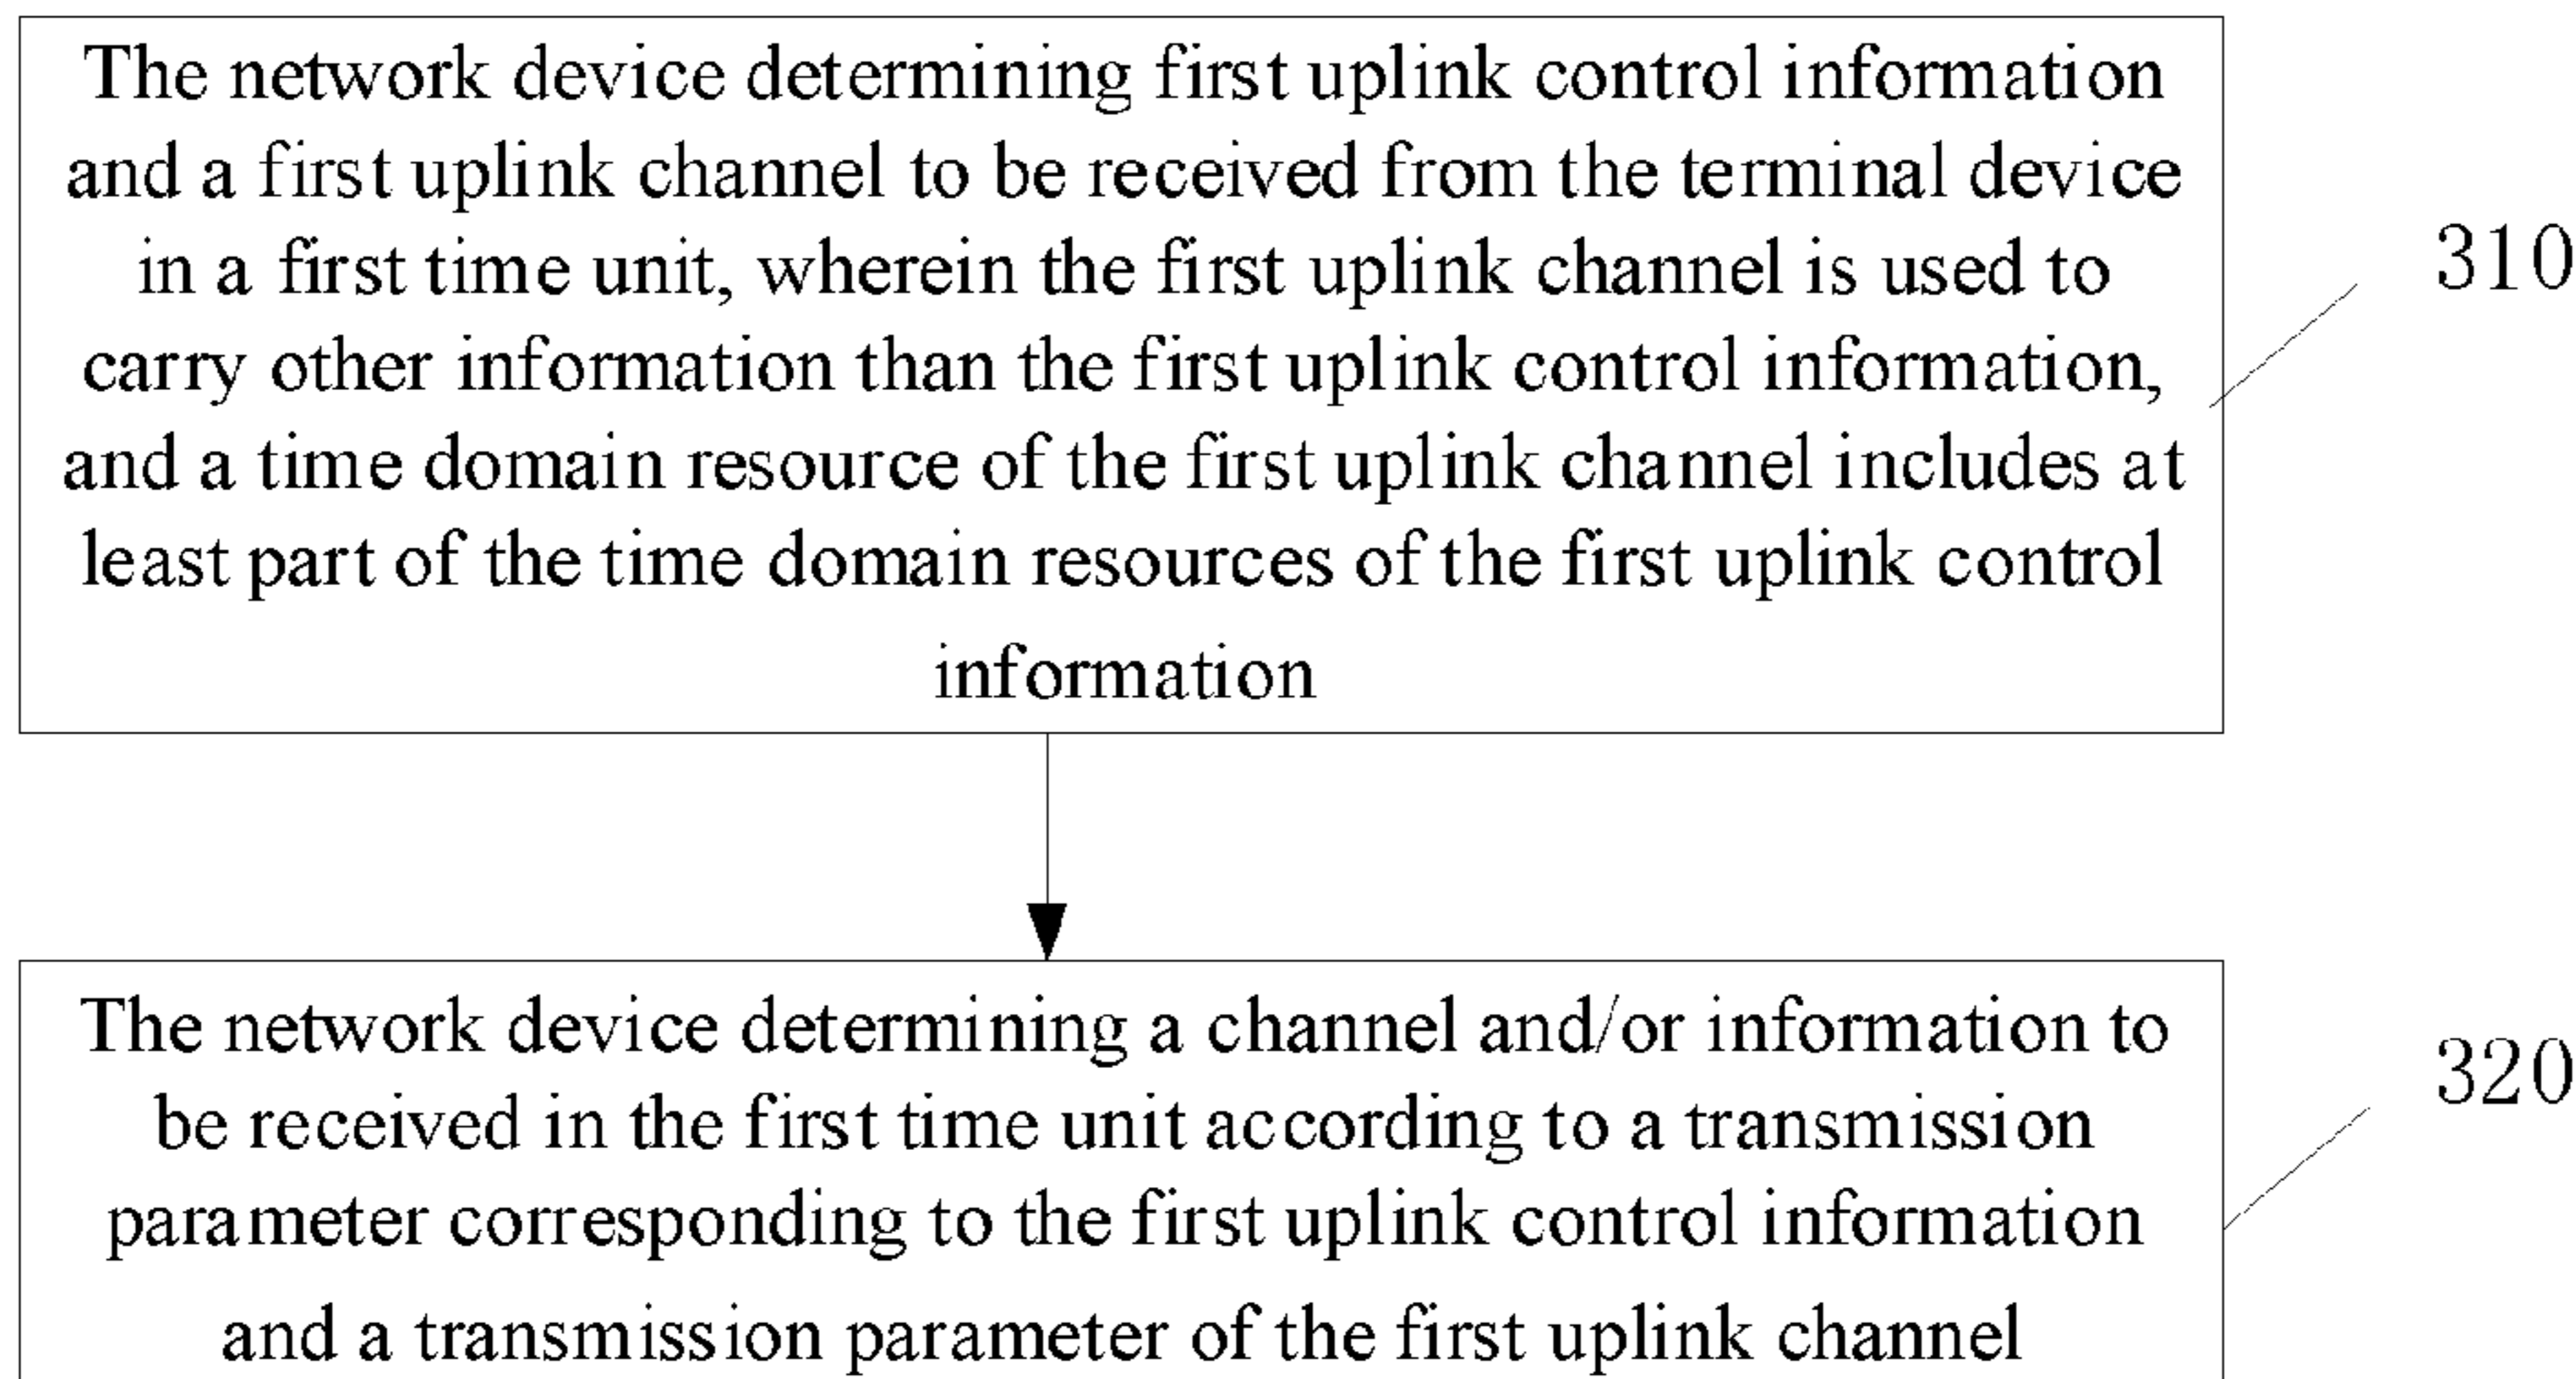 The network device determining first uplink control information
and a first uplink channel to be received from the terminal device
in a first time unit, wherein the first uplink channel is used to
carry other information than the first uplink control information,
and a time domain resource of the first uplink channel includes at
least part of the time domain resources of the first uplink control
information
310
The network device determining a channel and/or information to
be received in the first time unit according to a transmission
parameter corresponding to the first uplink control information
and a transmission parameter of the first uplink channel
320